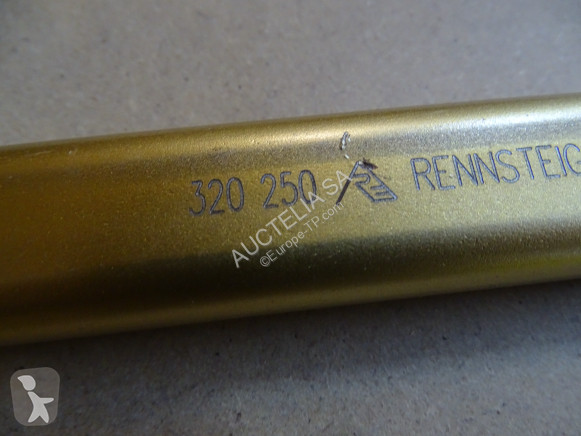 320 250 RENNSTEIG
AUCTELIA SA
©Europe-TP.com